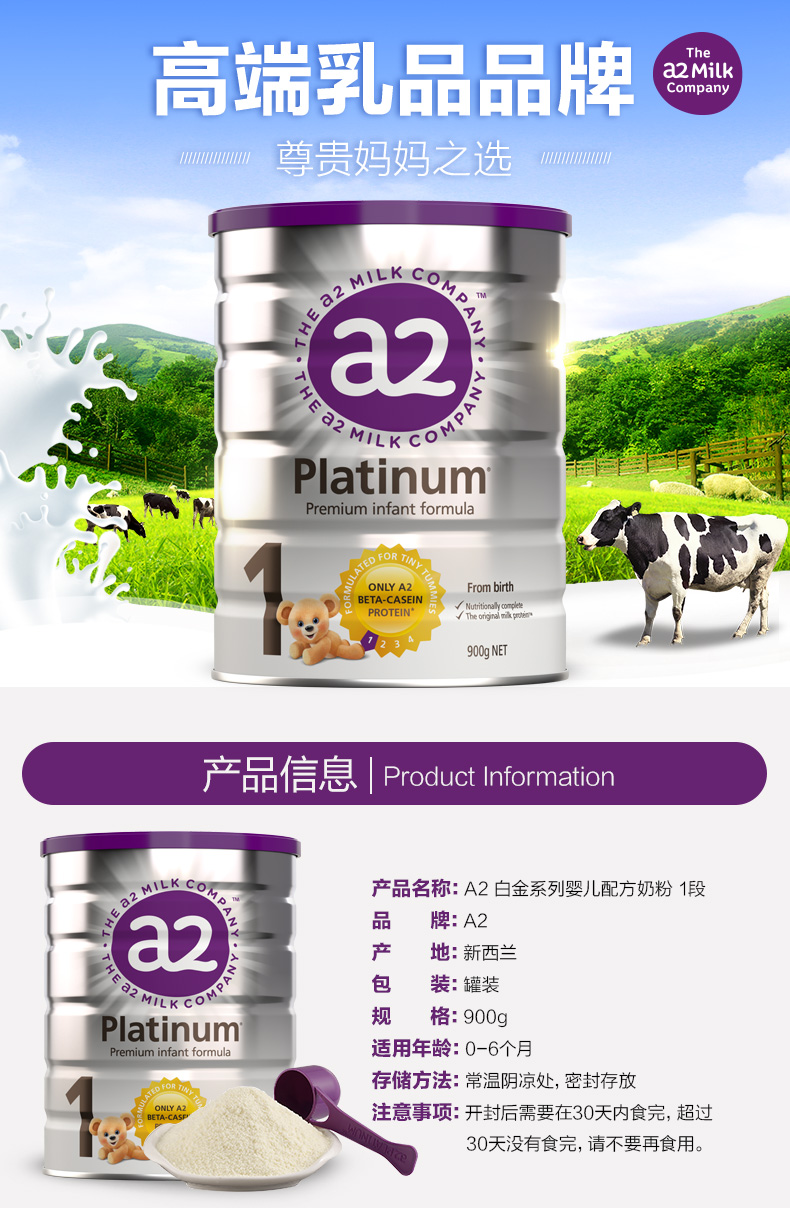 高端乳品品牌
The
a2 Milk
Company
尊贵妈妈之选
THE a2 MILK COMPANY
TM
a2
THE a2 MILK COMPANY
Platinum®
Premium infant formula
1
FORMULATED FOR TINY TUMMIES
ONLY A2
BETA-CASEIN
PROTEIN*
1 2 3 4
From birth
✓ Nutritionally complete
✓ The original milk protein™
900g NET
产品信息 | Product Information
THE a2 MILK COMPANY
TM
a2
THE a2 MILK COMPANY
Platinum®
Premium infant formula
1
FORMULATED FOR TINY
ONLY A2
BETA-CASEIN
产品名称: A2 白金系列婴儿配方奶粉 1段
品 牌: A2
产 地: 新西兰
包 装: 罐装
规 格: 900g
适用年龄: 0-6个月
存储方法: 常温阴凉处, 密封存放
注意事项: 开封后需要在30天内食完, 超过
30天没有食完, 请不要再食用。